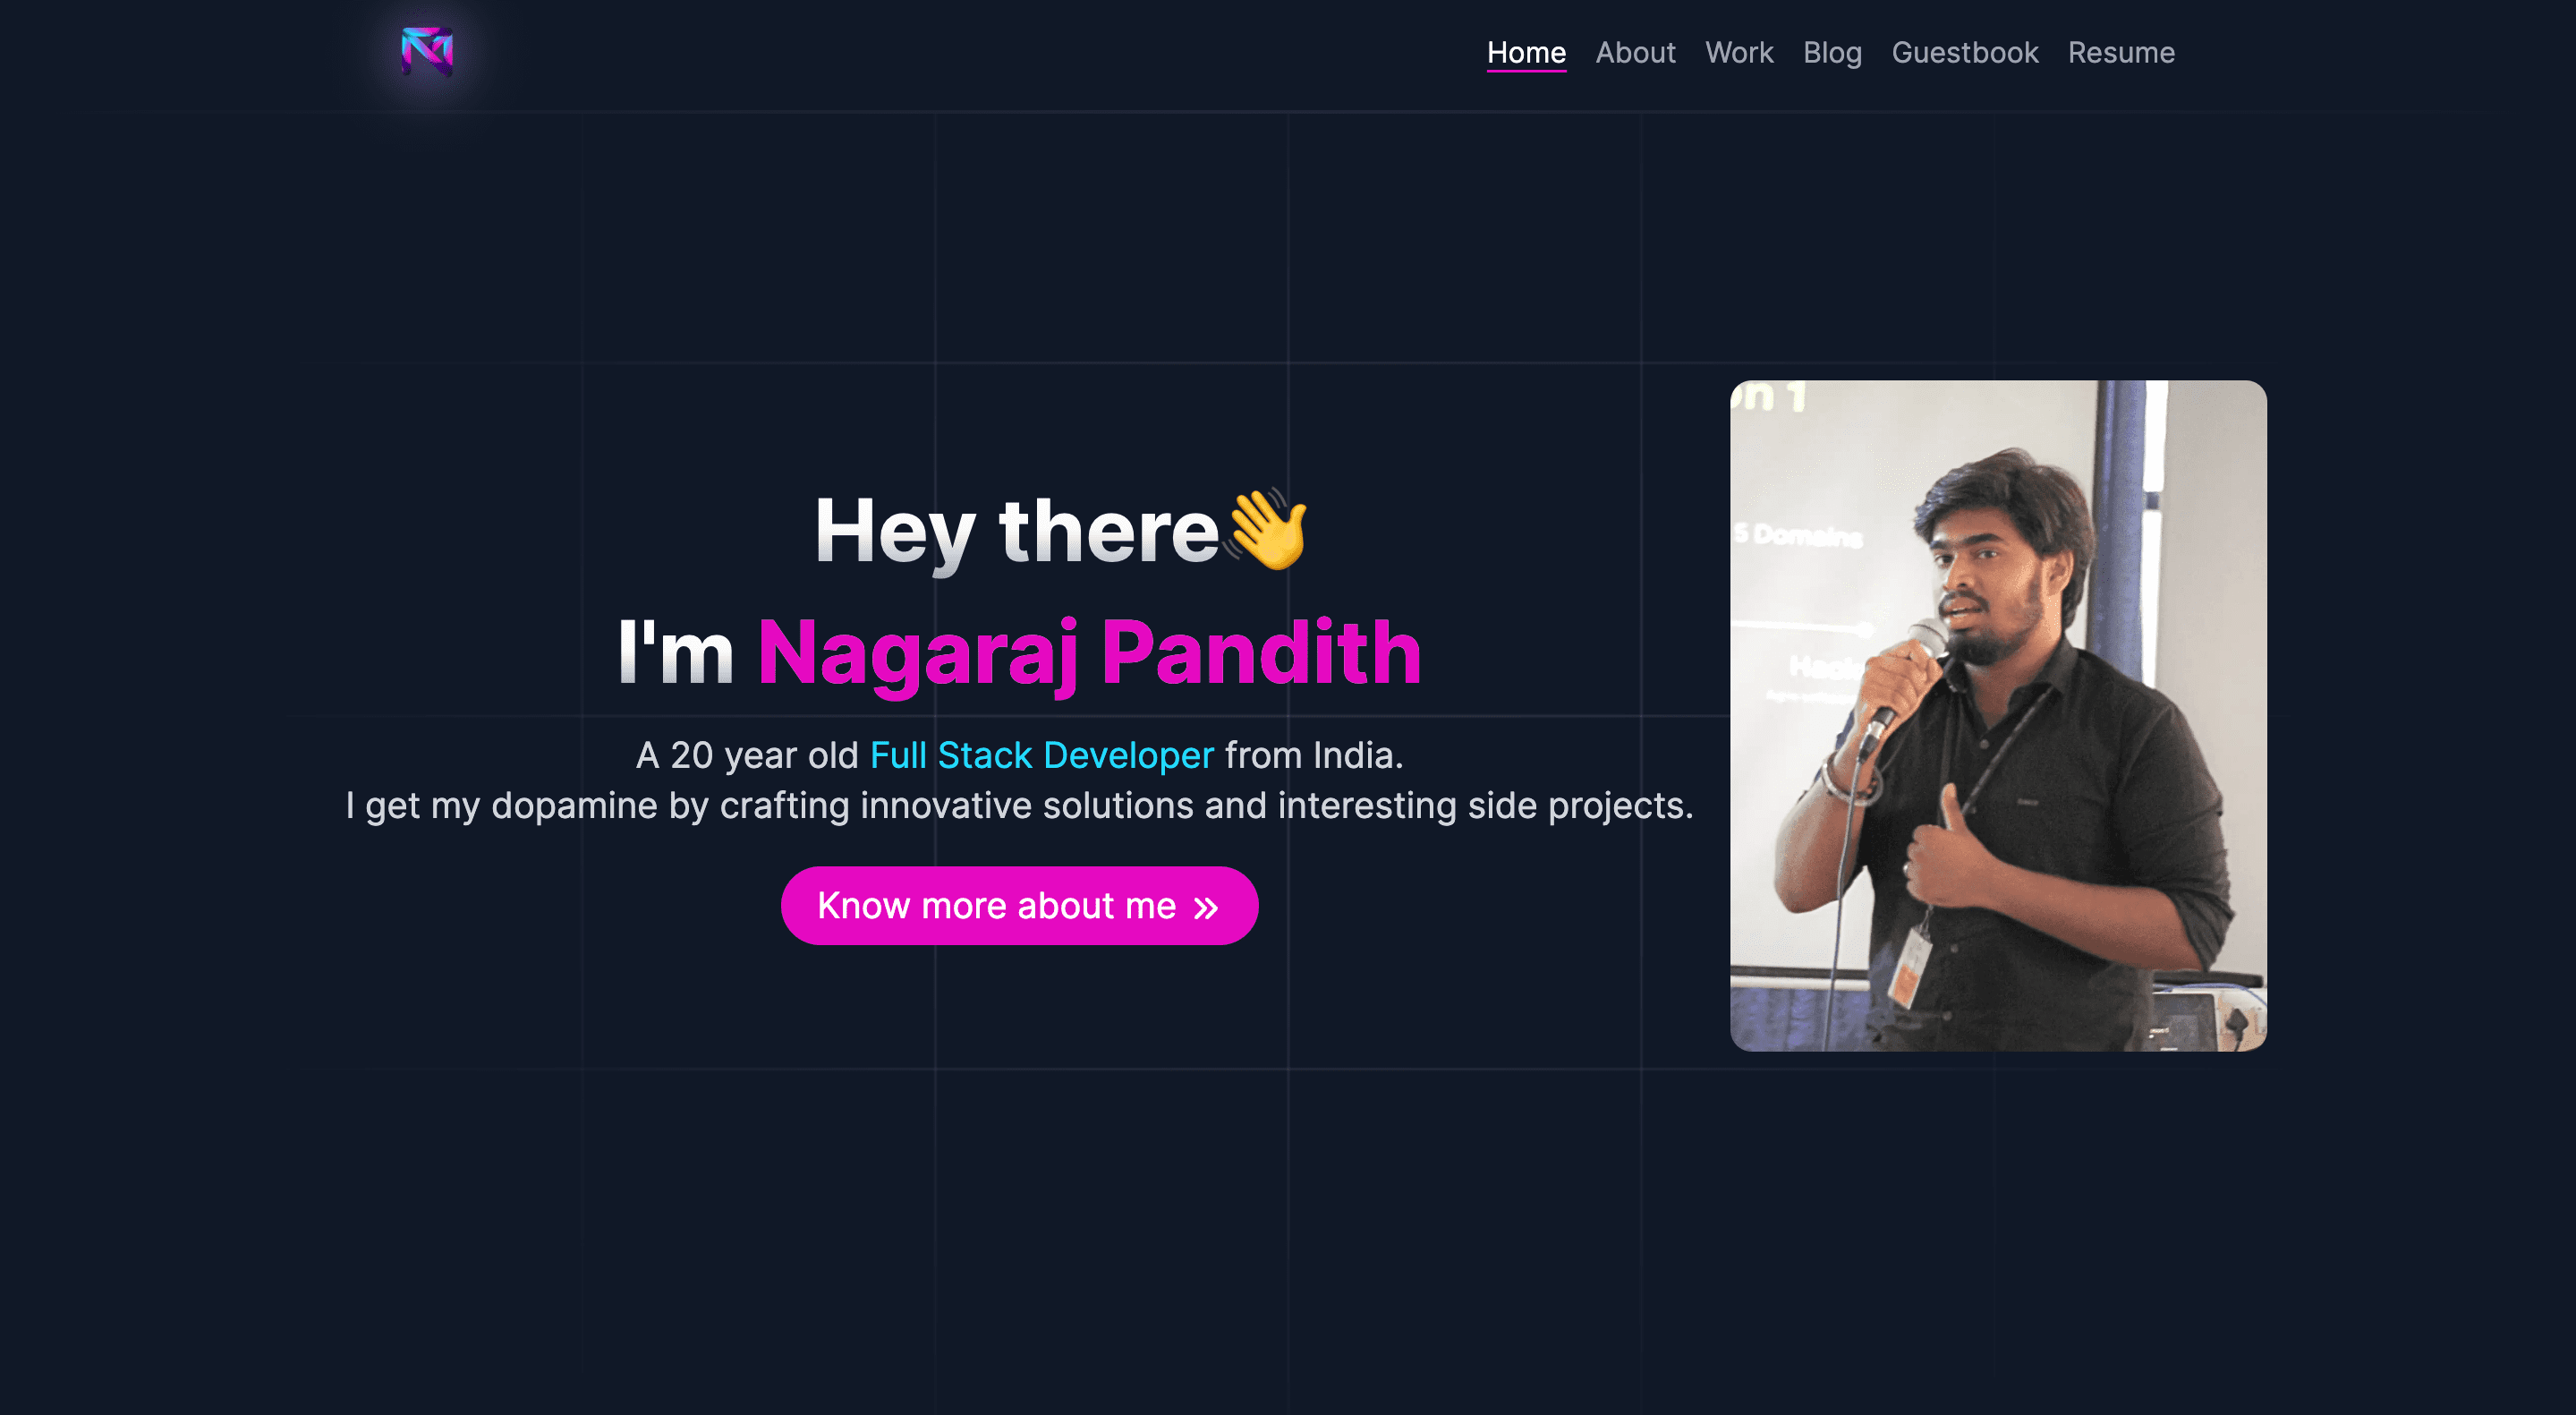 Home About Work Blog Guestbook Resume
Hey there👋
I'm Nagaraj Pandith
A 20 year old Full Stack Developer from India.
I get my dopamine by crafting innovative solutions and interesting side projects.
Know more about me »
on 1
5 Domains